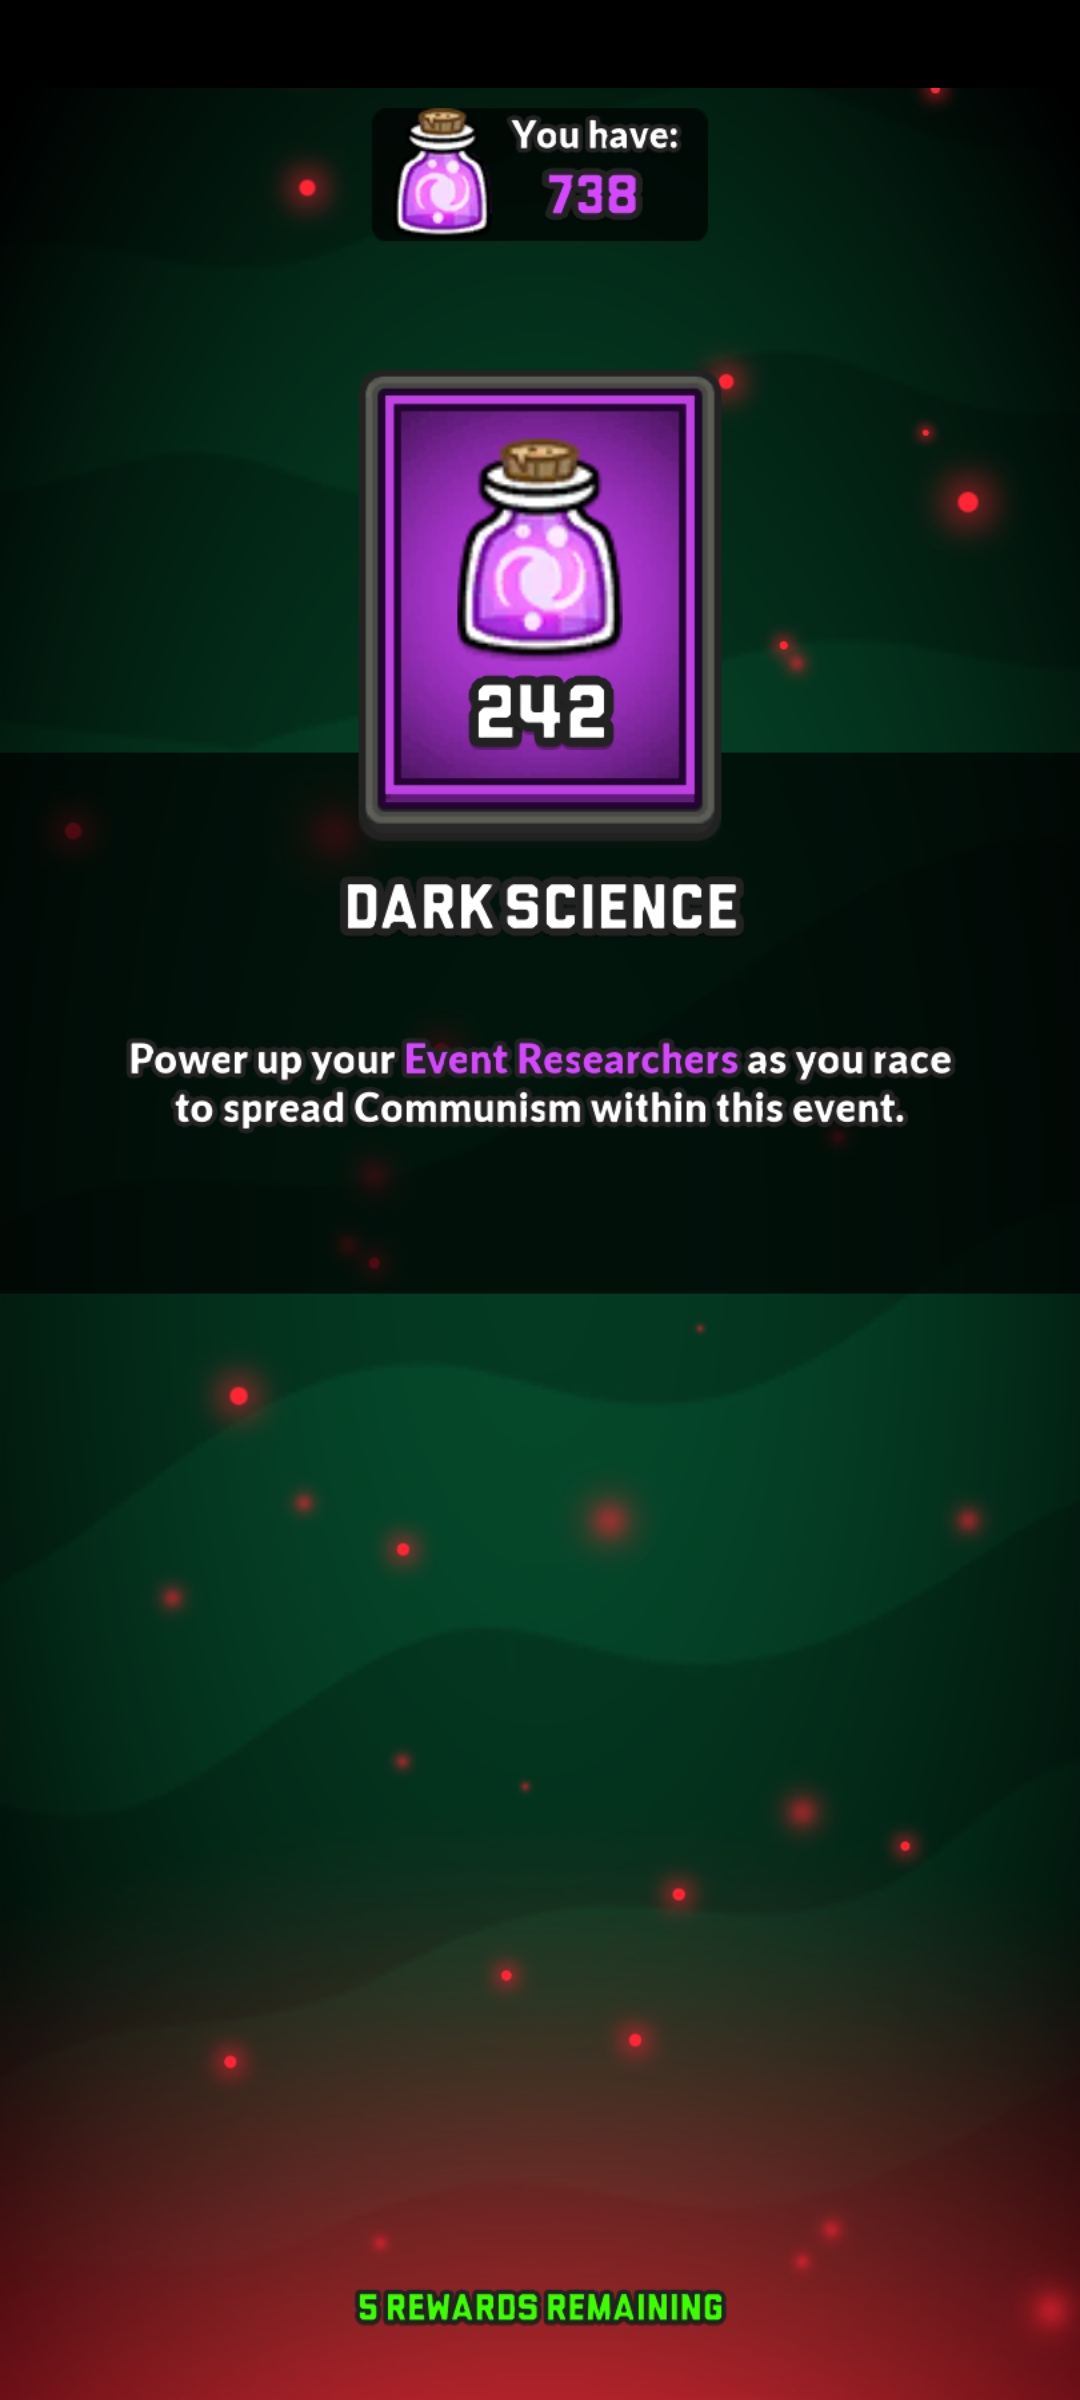 You have:
738
242
DARK SCIENCE
Power up your Event Researchers as you race
to spread Communism within this event.
5 REWARDS REMAINING